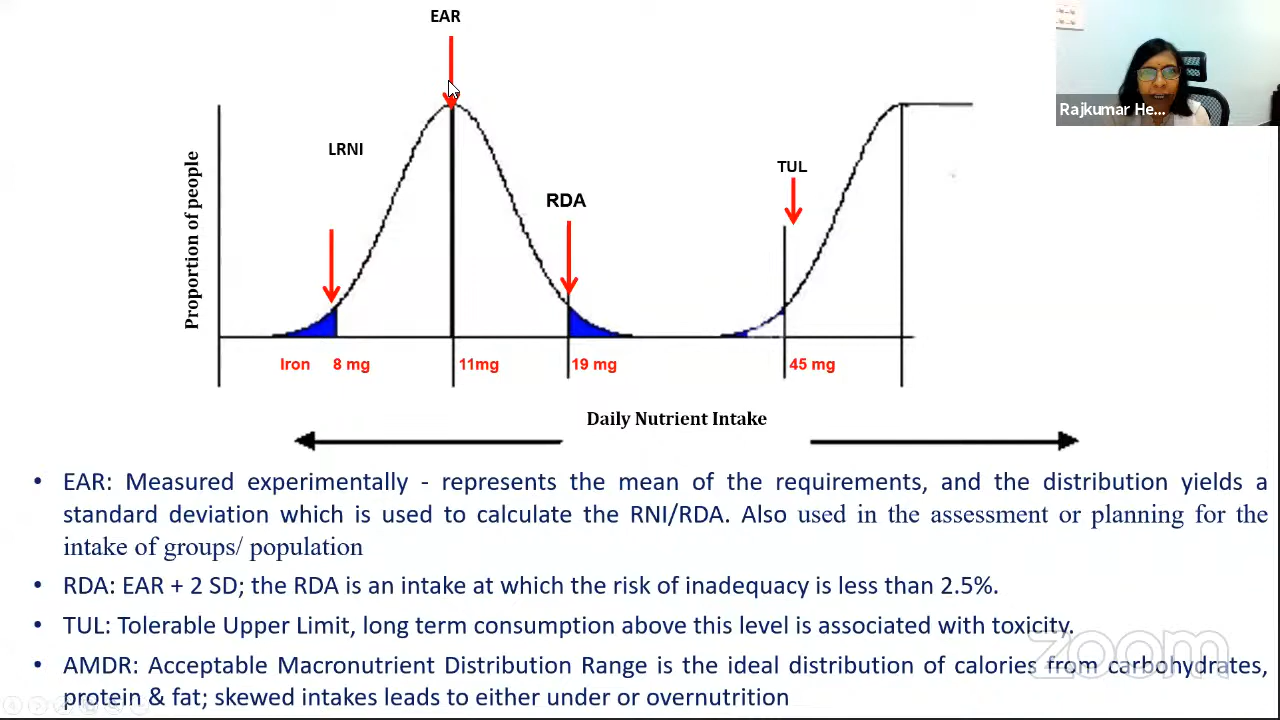 EAR
Rajkumar He...
LRNI
TUL
RDA
Proportion of people
Iron 8 mg 11mg 19 mg 45 mg
Daily Nutrient Intake
• EAR: Measured experimentally - represents the mean of the requirements, and the distribution yields a
standard deviation which is used to calculate the RNI/RDA. Also used in the assessment or planning for the
intake of groups/ population
• RDA: EAR + 2 SD; the RDA is an intake at which the risk of inadequacy is less than 2.5%.
• TUL: Tolerable Upper Limit, long term consumption above this level is associated with toxicity.
zoom
• AMDR: Acceptable Macronutrient Distribution Range is the ideal distribution of calories from carbohydrates,
protein & fat; skewed intakes leads to either under or overnutrition